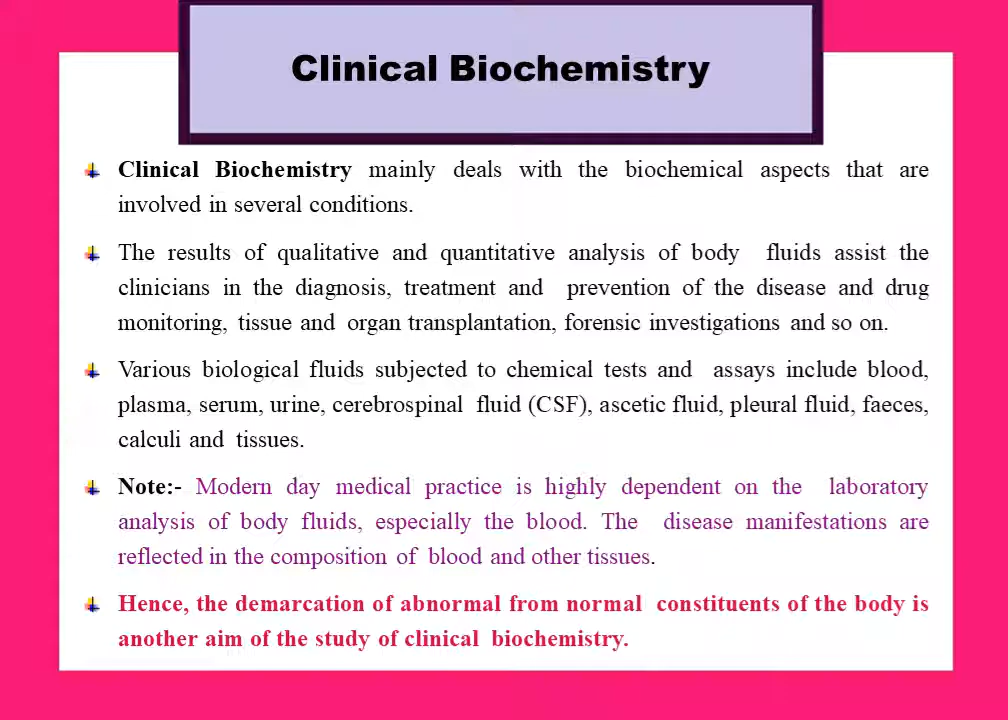 Clinical Biochemistry
Clinical Biochemistry mainly deals with the biochemical aspects that are
involved in several conditions.
The results of qualitative and quantitative analysis of body fluids assist the
clinicians in the diagnosis, treatment and prevention of the disease and drug
monitoring, tissue and organ transplantation, forensic investigations and so on.
Various biological fluids subjected to chemical tests and assays include blood,
plasma, serum, urine, cerebrospinal fluid (CSF), ascetic fluid, pleural fluid, faeces,
calculi and tissues.
Note:- Modern day medical practice is highly dependent on the laboratory
analysis of body fluids, especially the blood. The disease manifestations are
reflected in the composition of blood and other tissues.
Hence, the demarcation of abnormal from normal constituents of the body is
another aim of the study of clinical biochemistry.